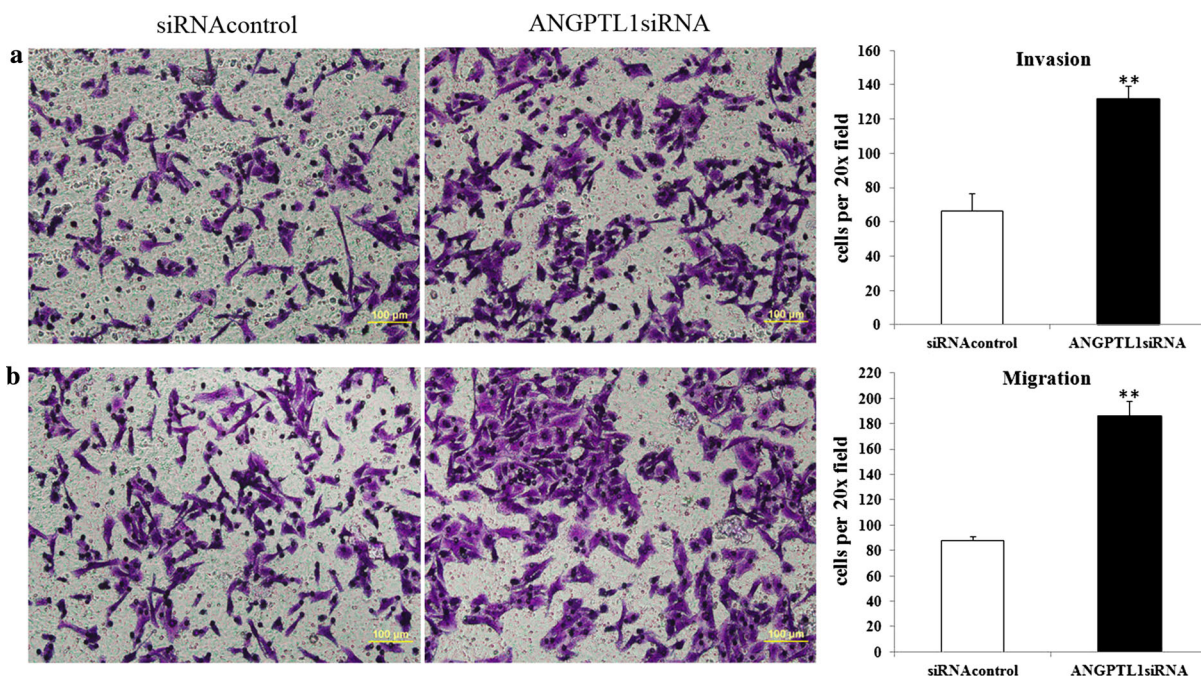 siRNAcontrol
ANGPTL1siRNA
a
100 µm
100 µm
Invasion
**
cells per 20x field
160
140
120
100
80
60
40
20
0
siRNAcontrol
ANGPTL1siRNA
b
100 µm
100 µm
Migration
**
cells per 20x field
220
200
180
160
140
120
100
80
60
40
20
0
siRNAcontrol
ANGPTL1siRNA